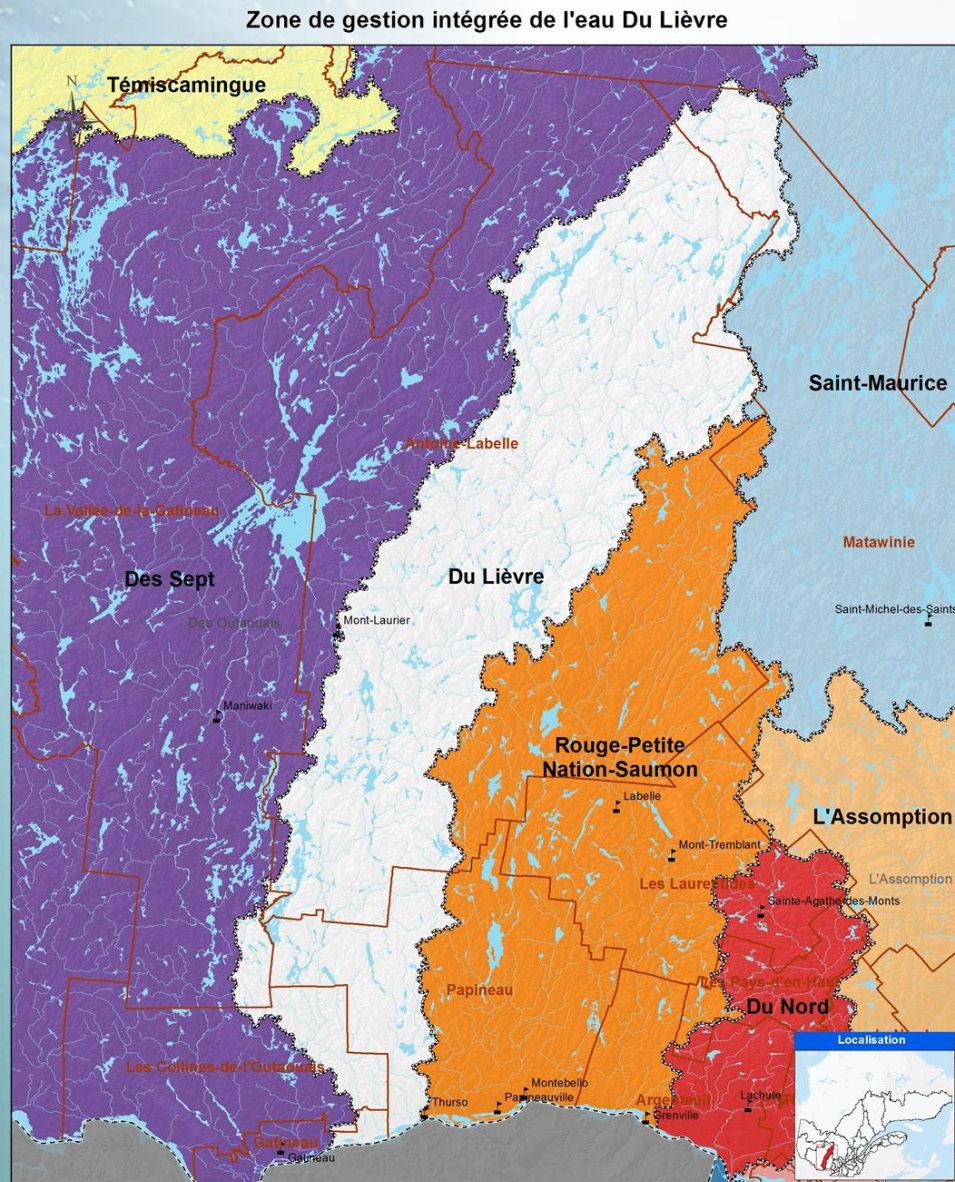 Zone de gestion intégrée de l'eau Du Lièvre
N
Témiscamingue
Saint-Maurice
Antoine-Labelle
La Vallée-de-la-Gatineau
Matawinie
Des Sept
Du Lièvre
Saint-Michel-des-Saints
Des Outaouais
Mont-Laurier
Maniwaki
Rouge-Petite
Nation-Saumon
Labelle
L'Assomption
Mont-Tremblant
Les Laurentides
L'Assomption
Sainte-Agathe-des-Monts
Papineau
Les Pays-d'en-Hau
Du Nord
Localisation
Les Collines-de-l'Outaouais
Montebello
Papineauville
Thurso
Argenteuil
Lachute
Grenville
Gatineau
Gatineau